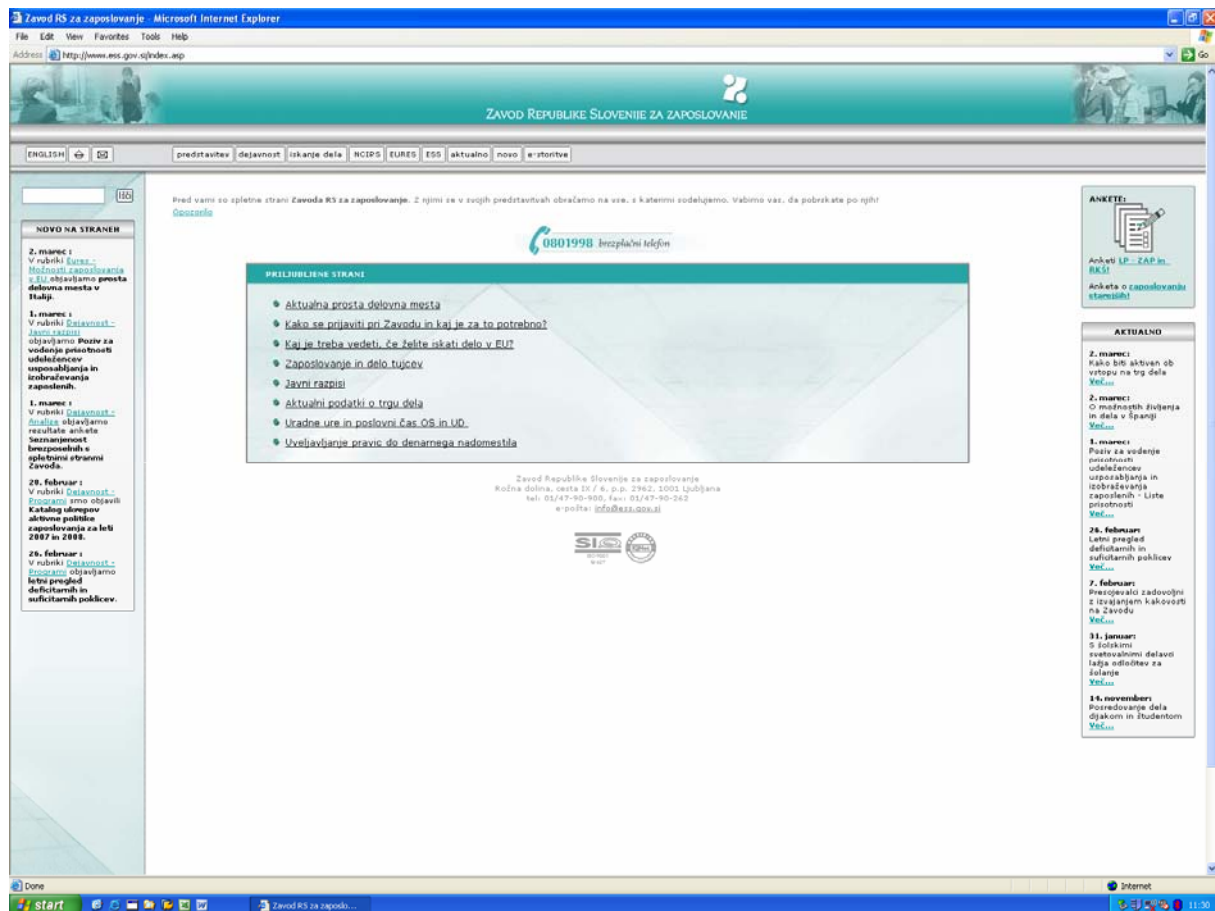 Zavod RS za zaposlovanje - Microsoft Internet Explorer
File Edit View Favorites Tools Help
Address http://www.ess.gov.si/index.asp Go
ZAVOD REPUBLIKE SLOVENIJE ZA ZAPOSLOVANJE
ENGLISH
predstavitev dejavnost iskanje dela NCIPS EURES ESS aktualno novo e-storitve
Pred vami so spletne strani Zavoda RS za zaposlovanje. Z njimi se v svojih predstavitvah obračamo na vse, s katerimi sodelujemo. Vabimo vas, da pobrskate po njih!
Opozorilo
0801998 brezplačni telefon
PRILJUBLJENE STRANI
Aktualna prosta delovna mesta
Kako se prijaviti pri Zavodu in kaj je za to potrebno?
Kaj je treba vedeti, če želite iskati delo v EU?
Zaposlovanje in delo tujcev
Javni razpisi
Aktualni podatki o trgu dela
Uradne ure in poslovni čas OS in UD
Uveljavljanje pravic do denarnega nadomestila
Zavod Republike Slovenije za zaposlovanje
Rožna dolina, cesta IX / 6, p.p. 2962, 1001 Ljubljana
tel: 01/47-90-900, fax: 01/47-90-262
e-pošta: info@ess.gov.si
SIQ
NOVO NA STRANEH
2. marec :
V rubriki Eures -
Možnosti zaposlovanja
v EU objavljamo prosta
delovna mesta v
Italiji.
1. marec :
V rubriki Dejavnost -
Javni razpisi
objavljamo Poziv za
vodenje prisotnosti
udeležencev
usposabljanja in
izobraževanja
zaposlenih.
1. marec :
V rubriki Dejavnost -
Analize objavljamo
rezultate ankete
Seznanjenost
brezposelnih s
spletnimi stranmi
Zavoda.
28. februar :
V rubriki Dejavnost -
Programi smo objavili
Katalog ukrepov
aktivne politike
zaposlovanja za leti
2007 in 2008.
26. februar :
V rubriki Dejavnost -
Programi objavljamo
letni pregled
deficitarnih in
suficitarnih poklicev.
ANKETE:
Anketi LP - ZAP in
RKS!
Anketa o zaposlovanju
starejših!
AKTUALNO
2. marec:
Kako biti aktiven ob
vstopu na trg dela
Več...
2. marec:
O možnostih življenja
in dela v Španiji
Več...
1. marec:
Poziv za vodenje
prisotnosti
udeležencev
usposabljanja in
izobraževanja
zaposlenih - Liste
prisotnosti
Več...
26. februar:
Letni pregled
deficitarnih in
suficitarnih poklicev
Več...
7. februar:
Presojevalci zadovoljni
z izvajanjem kakovosti
na Zavodu
Več...
31. januar:
S šolskimi
svetovalnimi delavci
lažja odločitev za
šolanje
Več...
14. november:
Posredovanje dela
dijakom in študentom
Več...
Done Internet
start Zavod RS za zaposlo... 11:30